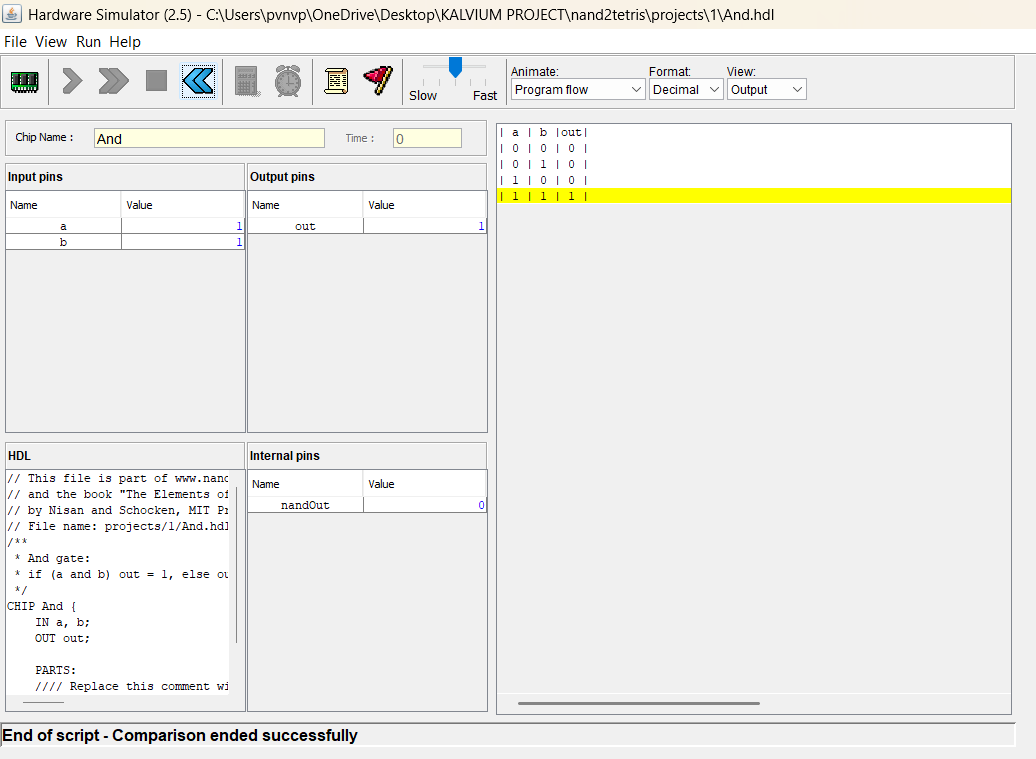 Hardware Simulator (2.5) - C:\Users\pvnvp\OneDrive\Desktop\KALVIUM PROJECT\nand2tetris\projects\1\And.hdl
File View Run Help
Slow Fast
Animate: Format: View:
Program flow Decimal Output
Chip Name : And Time : 0
Input pins
Name Value
a 1
b 1
Output pins
Name Value
out 1
HDL
// This file is part of www.nand
// and the book "The Elements of
// by Nisan and Schocken, MIT Pr
// File name: projects/1/And.hdl
/**
* And gate:
* if (a and b) out = 1, else ou
*/
CHIP And {
IN a, b;
OUT out;
PARTS:
//// Replace this comment wi
Internal pins
Name Value
nandOut 0
| a | b |out|
| 0 | 0 | 0 |
| 0 | 1 | 0 |
| 1 | 0 | 0 |
| 1 | 1 | 1 |
End of script - Comparison ended successfully